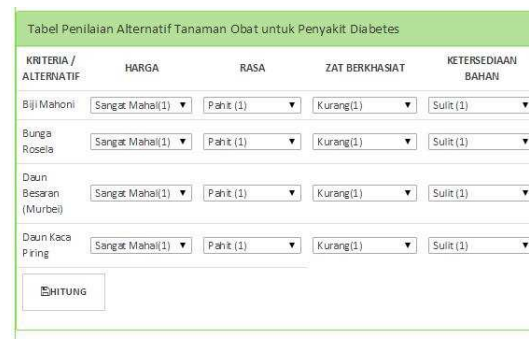 Tabel Penilaian Alternatif Tanaman Obat untuk Penyakit Diabetes
KRITERIA / ALTERNATIF HARGA RASA ZAT BERKHASIAT KETERSEDIAAN BAHAN
Biji Mahoni Sangat Mahal(1) Pahit (1) Kurang(1) Sulit (1)
Bunga Rosela Sangat Mahal(1) Pahit (1) Kurang(1) Sulit (1)
Daun Besaran (Murbei) Sangat Mahal(1) Pahit (1) Kurang(1) Sulit (1)
Daun Kaca Piring Sangat Mahal(1) Pahit (1) Kurang(1) Sulit (1)
HITUNG